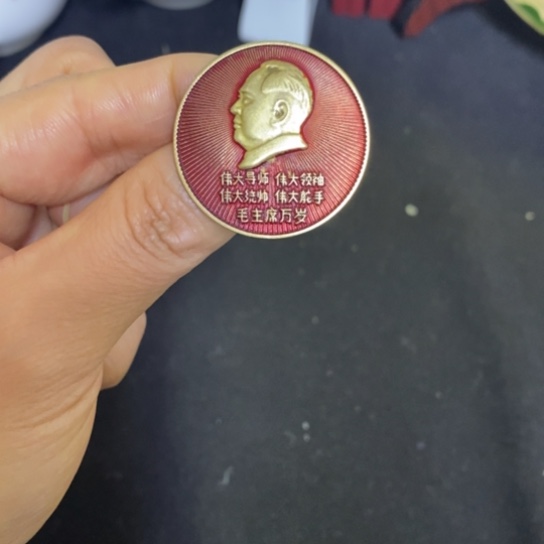 伟大导师 伟大领袖
伟大统帅 伟大舵手
毛主席万岁